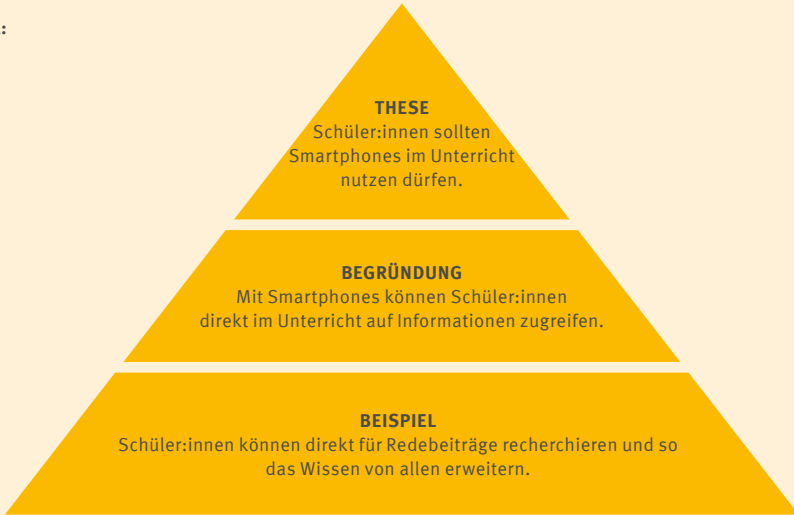 :
THESE
Schüler:innen sollten
Smartphones im Unterricht
nutzen dürfen.
BEGRÜNDUNG
Mit Smartphones können Schüler:innen
direkt im Unterricht auf Informationen zugreifen.
BEISPIEL
Schüler:innen können direkt für Redebeiträge recherchieren und so
das Wissen von allen erweitern.